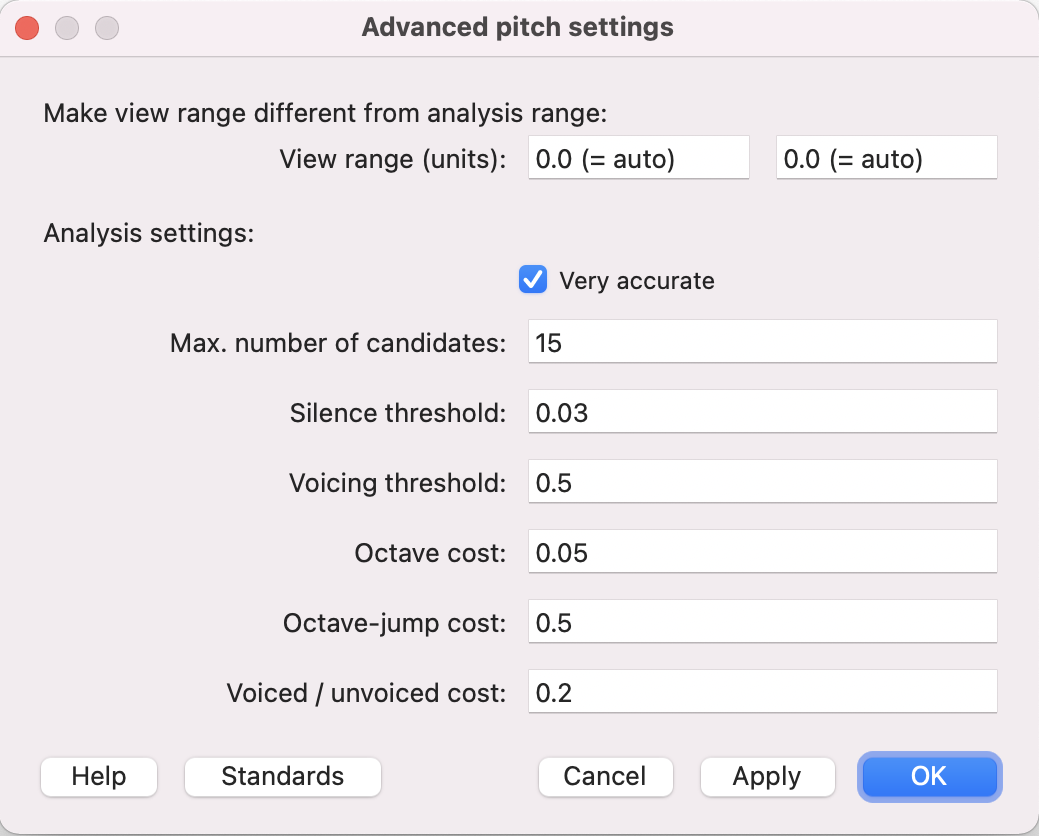 Advanced pitch settings
Make view range different from analysis range:
View range (units): 0.0 (= auto) 0.0 (= auto)
Analysis settings:
Very accurate
Max. number of candidates: 15
Silence threshold: 0.03
Voicing threshold: 0.5
Octave cost: 0.05
Octave-jump cost: 0.5
Voiced / unvoiced cost: 0.2
Help Standards Cancel Apply OK